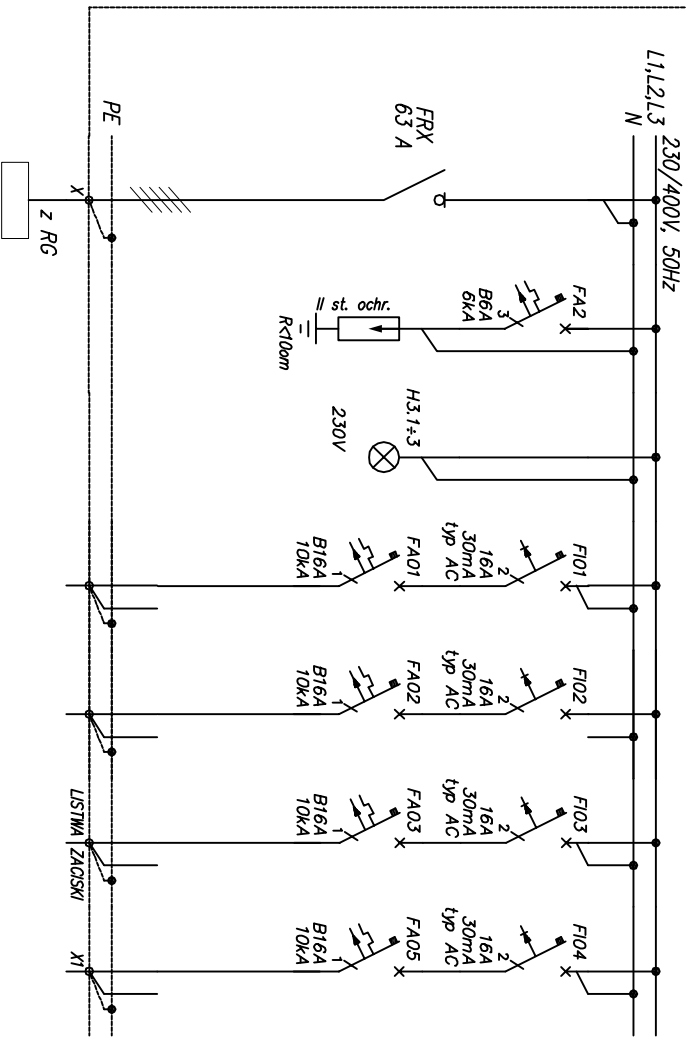 L1,L2,L3 230/400V, 50Hz
N
FRX
63 A
PE
X
z RG
FA2
3
B6A
6kA
II st. ochr.
R<10om
H3.1÷3
230V
FI01
2
16A
30mA
typ AC
FA01
1
B16A
10kA
FI02
2
16A
30mA
typ AC
FA02
1
B16A
10kA
FI03
2
16A
30mA
typ AC
FA03
1
B16A
10kA
LISTWA ZACISKI
FI04
2
16A
30mA
typ AC
FA05
1
B16A
10kA
X1